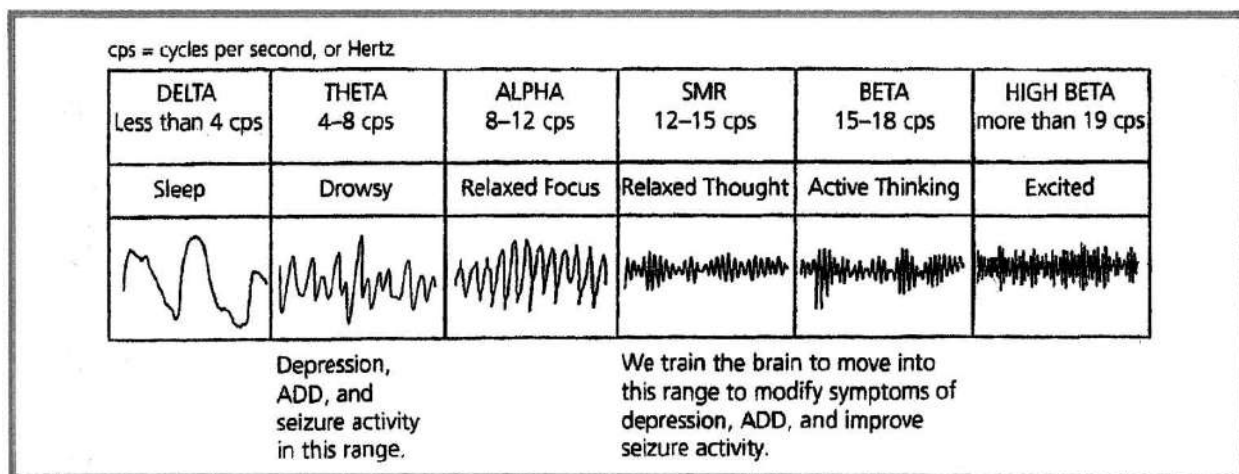 cps = cycles per second, or Hertz
DELTA
Less than 4 cps
THETA
4–8 cps
ALPHA
8–12 cps
SMR
12–15 cps
BETA
15–18 cps
HIGH BETA
more than 19 cps
Sleep
Drowsy
Relaxed Focus
Relaxed Thought
Active Thinking
Excited
Depression,
ADD, and
seizure activity
in this range.
We train the brain to move into
this range to modify symptoms of
depression, ADD, and improve
seizure activity.